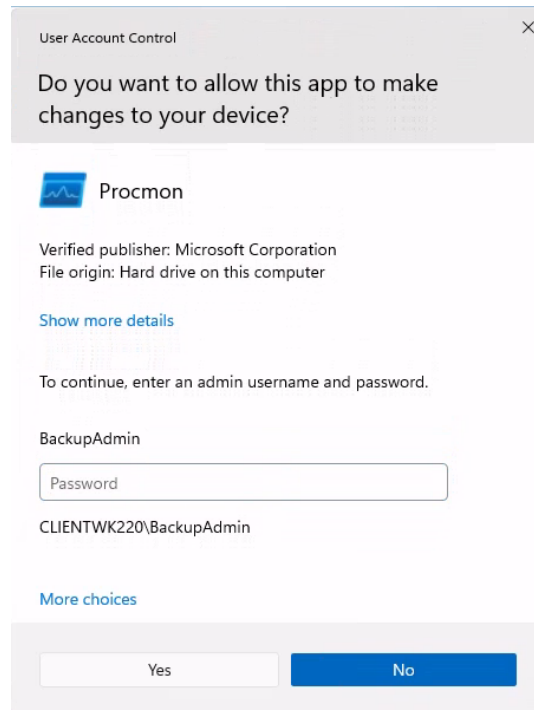 User Account Control
Do you want to allow this app to make
changes to your device?
Procmon
Verified publisher: Microsoft Corporation
File origin: Hard drive on this computer
Show more details
To continue, enter an admin username and password.
BackupAdmin
Password
CLIENTWK220\BackupAdmin
More choices
Yes
No